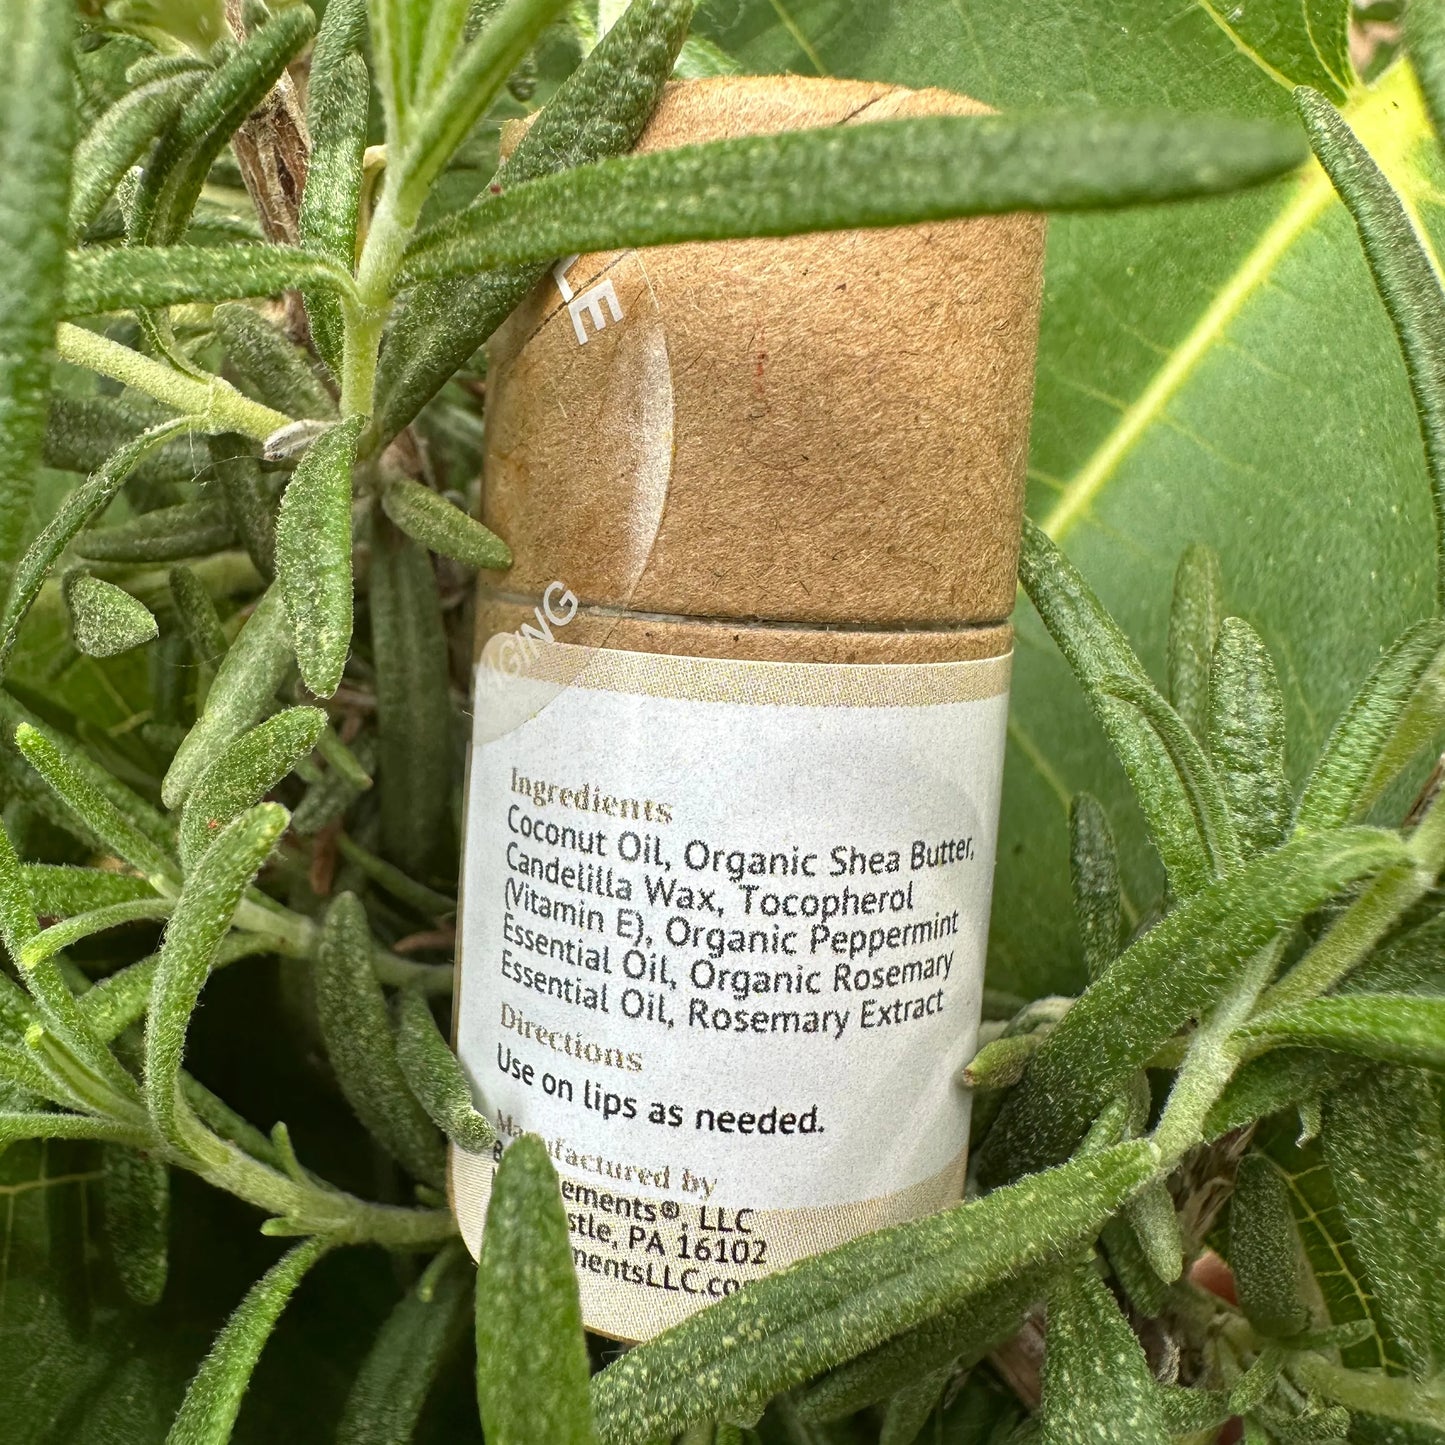 LE
AGING
Ingredients
Coconut Oil, Organic Shea Butter,
Candelilla Wax, Tocopherol
(Vitamin E), Organic Peppermint
Essential Oil, Organic Rosemary
Essential Oil, Rosemary Extract
Directions
Use on lips as needed.
Manufactured by
ements®, LLC
stle, PA 16102
mentsLLC.co